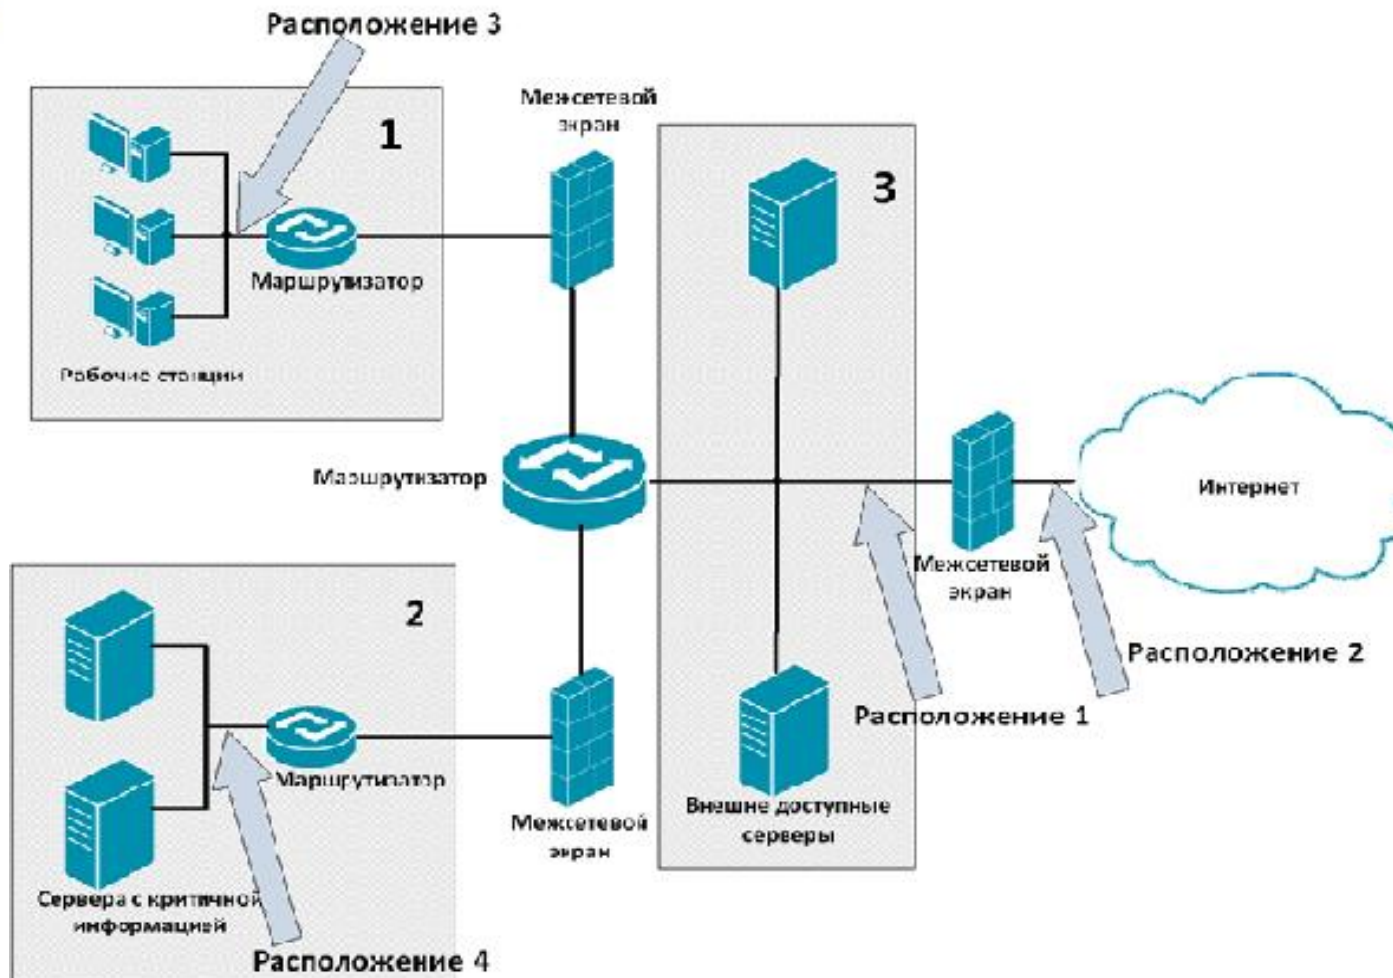 Расположение 3
1
Межсетевой
экран
3
Маршрутизатор
Рабочие станции
Маршрутизатор
Интернет
Межсетевой
экран
2
Расположение 2
Расположение 1
Маршрутизатор
Внешне доступные
серверы
Межсетевой
экран
Сервера с критичной
информацией
Расположение 4